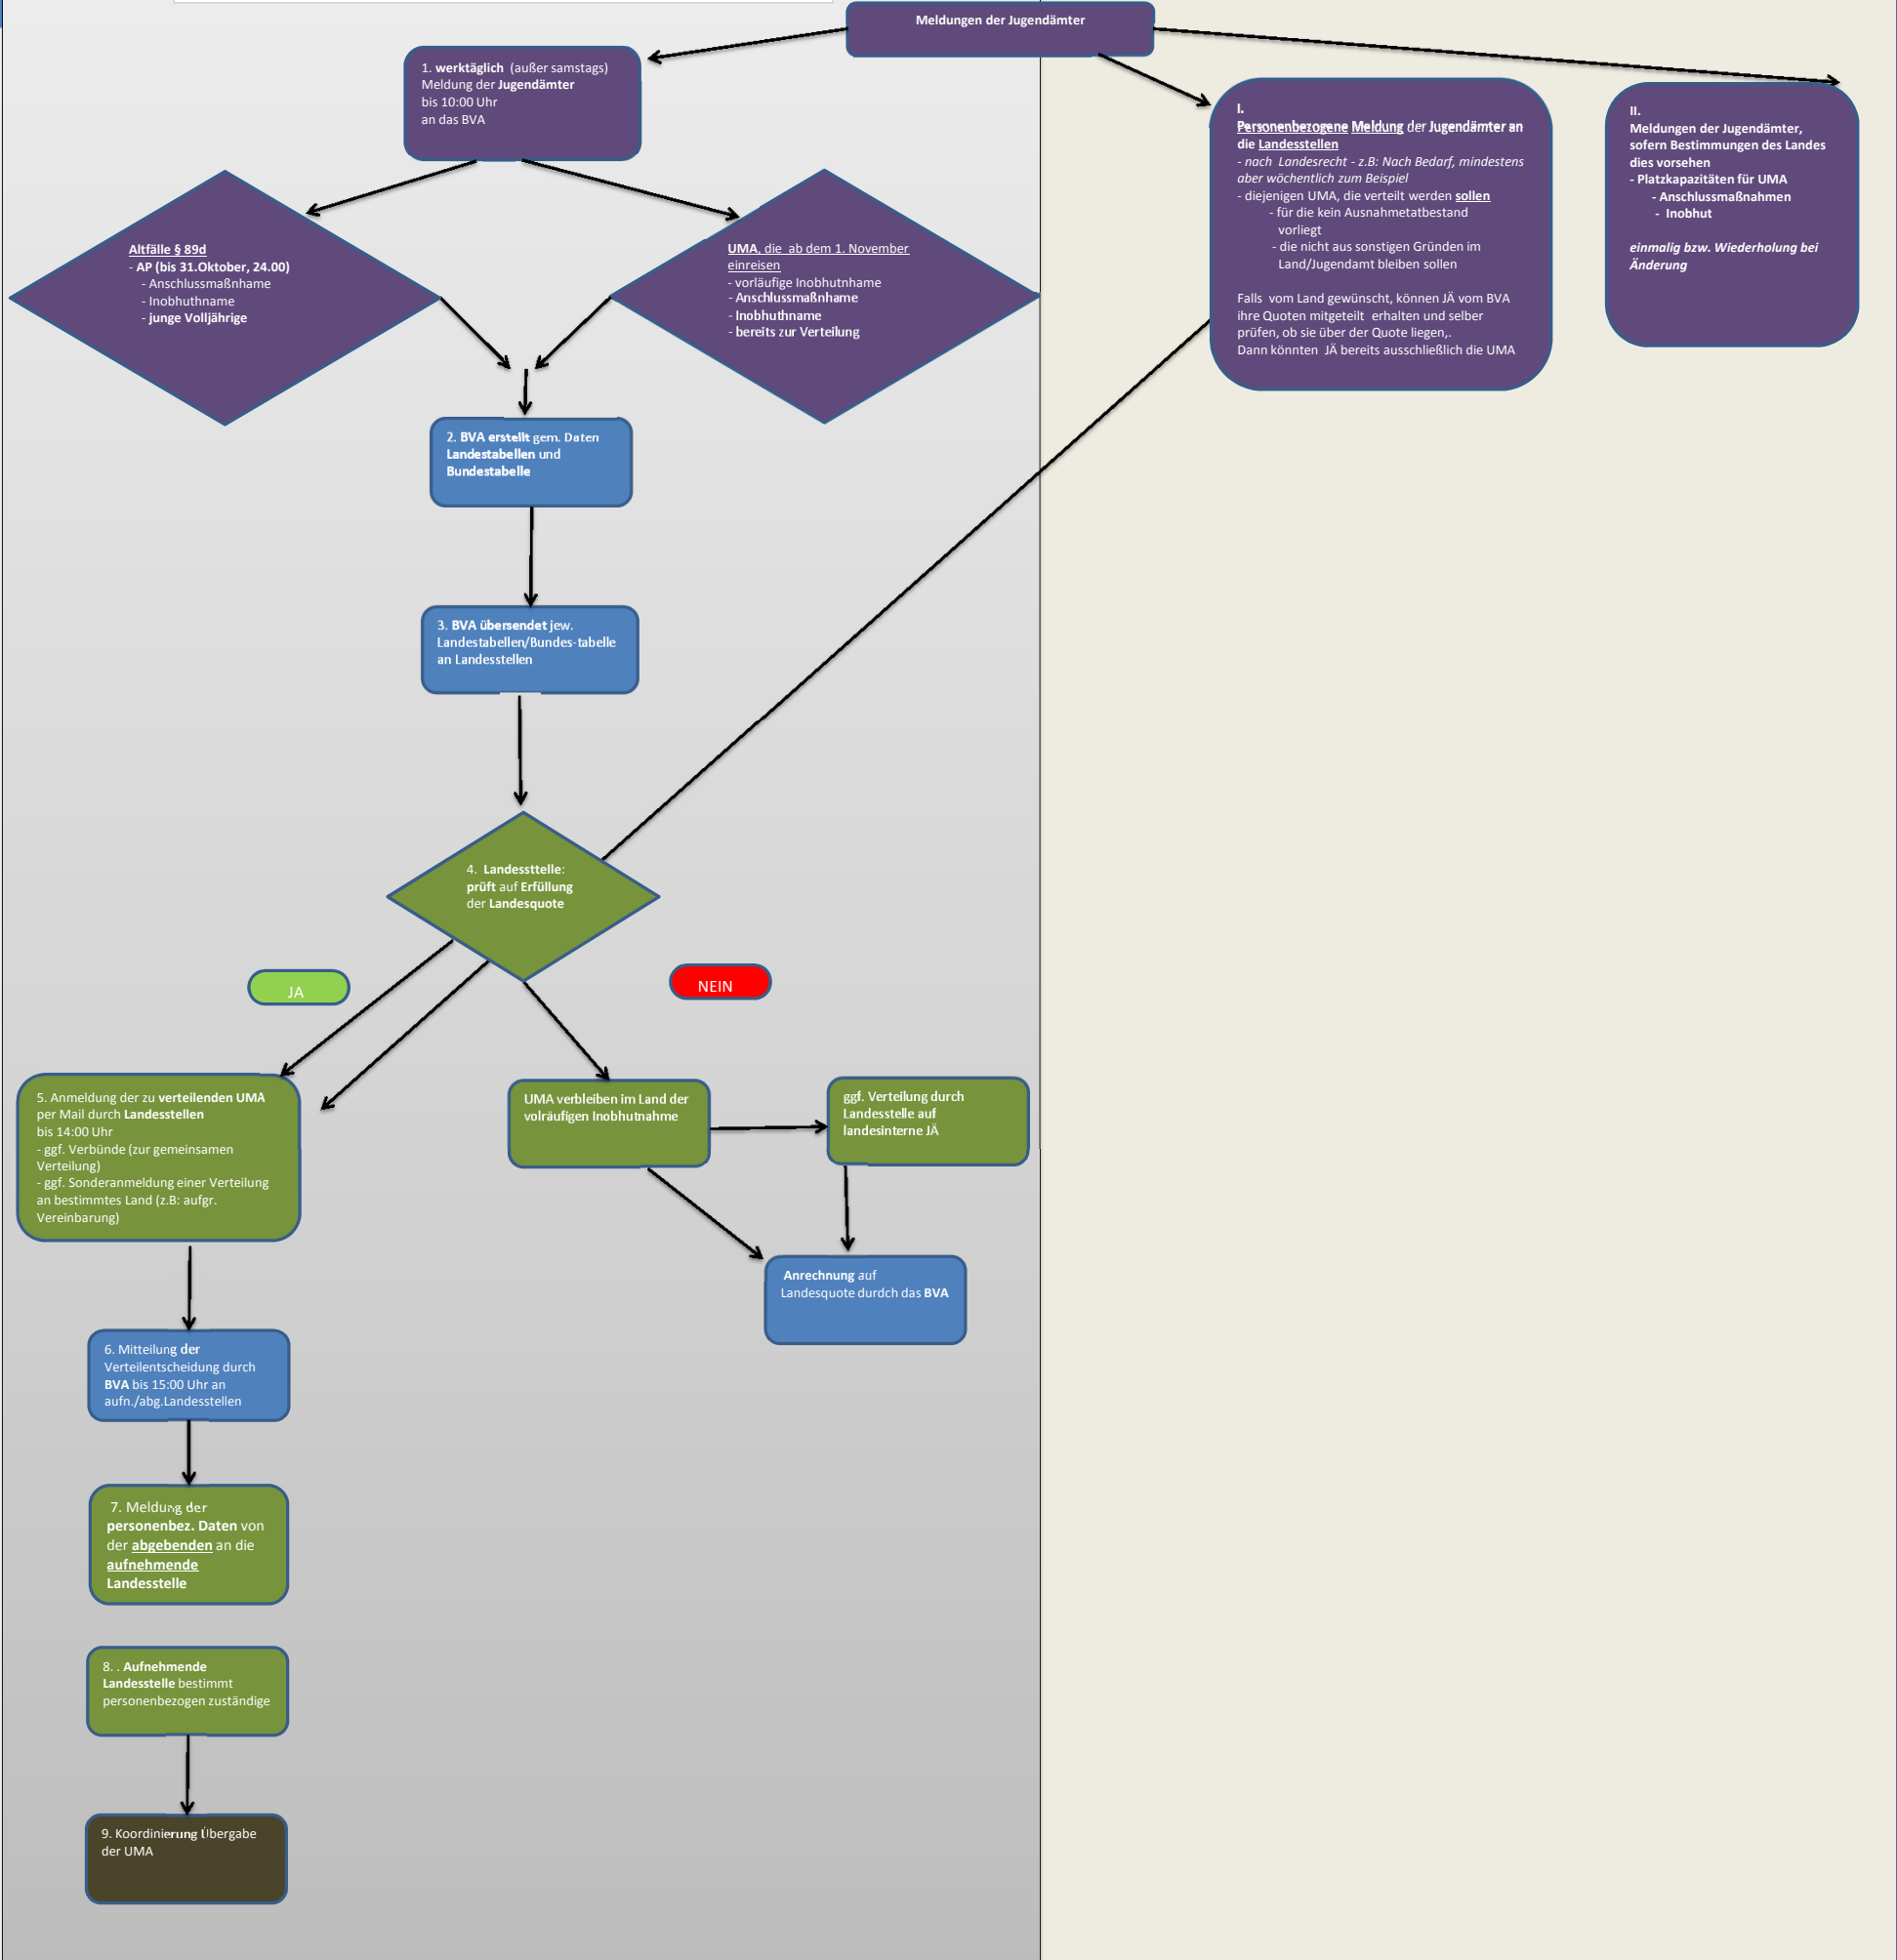 Meldungen der Jugendämter
1. werktäglich (außer samstags)
Meldung der Jugendämter
bis 10:00 Uhr
an das BVA
I.
Personenbezogene Meldung der Jugendämter an
die Landesstellen
- nach Landesrecht - z.B: Nach Bedarf, mindestens
aber wöchentlich zum Beispiel
- diejenigen UMA, die verteilt werden sollen
- für die kein Ausnahmetatbestand
vorliegt
- die nicht aus sonstigen Gründen im
Land/Jugendamt bleiben sollen
Falls vom Land gewünscht, können JÄ vom BVA
ihre Quoten mitgeteilt erhalten und selber
prüfen, ob sie über der Quote liegen,.
Dann könnten JÄ bereits ausschließlich die UMA
II.
Meldungen der Jugendämter,
sofern Bestimmungen des Landes
dies vorsehen
- Platzkapazitäten für UMA
- Anschlussmaßnahmen
- Inobhut
einmalig bzw. Wiederholung bei
Änderung
Altfälle § 89d
- AP (bis 31.Oktober, 24.00)
- Anschlussmaßnhame
- Inobhuthname
- junge Volljährige
UMA, die ab dem 1. November
einreisen
- vorläufige Inobhutnhame
- Anschlussmaßnhame
- Inobhuthname
- bereits zur Verteilung
2. BVA erstellt gem. Daten
Landestabellen und
Bundestabelle
3. BVA übersendet jew.
Landestabellen/Bundes-tabelle
an Landesstellen
4. Landessttelle:
prüft auf Erfüllung
der Landesquote
JA
NEIN
5. Anmeldung der zu verteilenden UMA
per Mail durch Landesstellen
bis 14:00 Uhr
- ggf. Verbünde (zur gemeinsamen
Verteilung)
- ggf. Sonderanmeldung einer Verteilung
an bestimmtes Land (z.B: aufgr.
Vereinbarung)
UMA verbleiben im Land der
volräufigen Inobhutnahme
ggf. Verteilung durch
Landesstelle auf
landesinterne JÄ
Anrechnung auf
Landesquote durdch das BVA
6. Mitteilung der
Verteilentscheidung durch
BVA bis 15:00 Uhr an
aufn./abg.Landesstellen
7. Meldung der
personenbez. Daten von
der abgebenden an die
aufnehmende
Landesstelle
8. . Aufnehmende
Landesstelle bestimmt
personenbezogen zuständige
9. Koordinierung Übergabe
der UMA